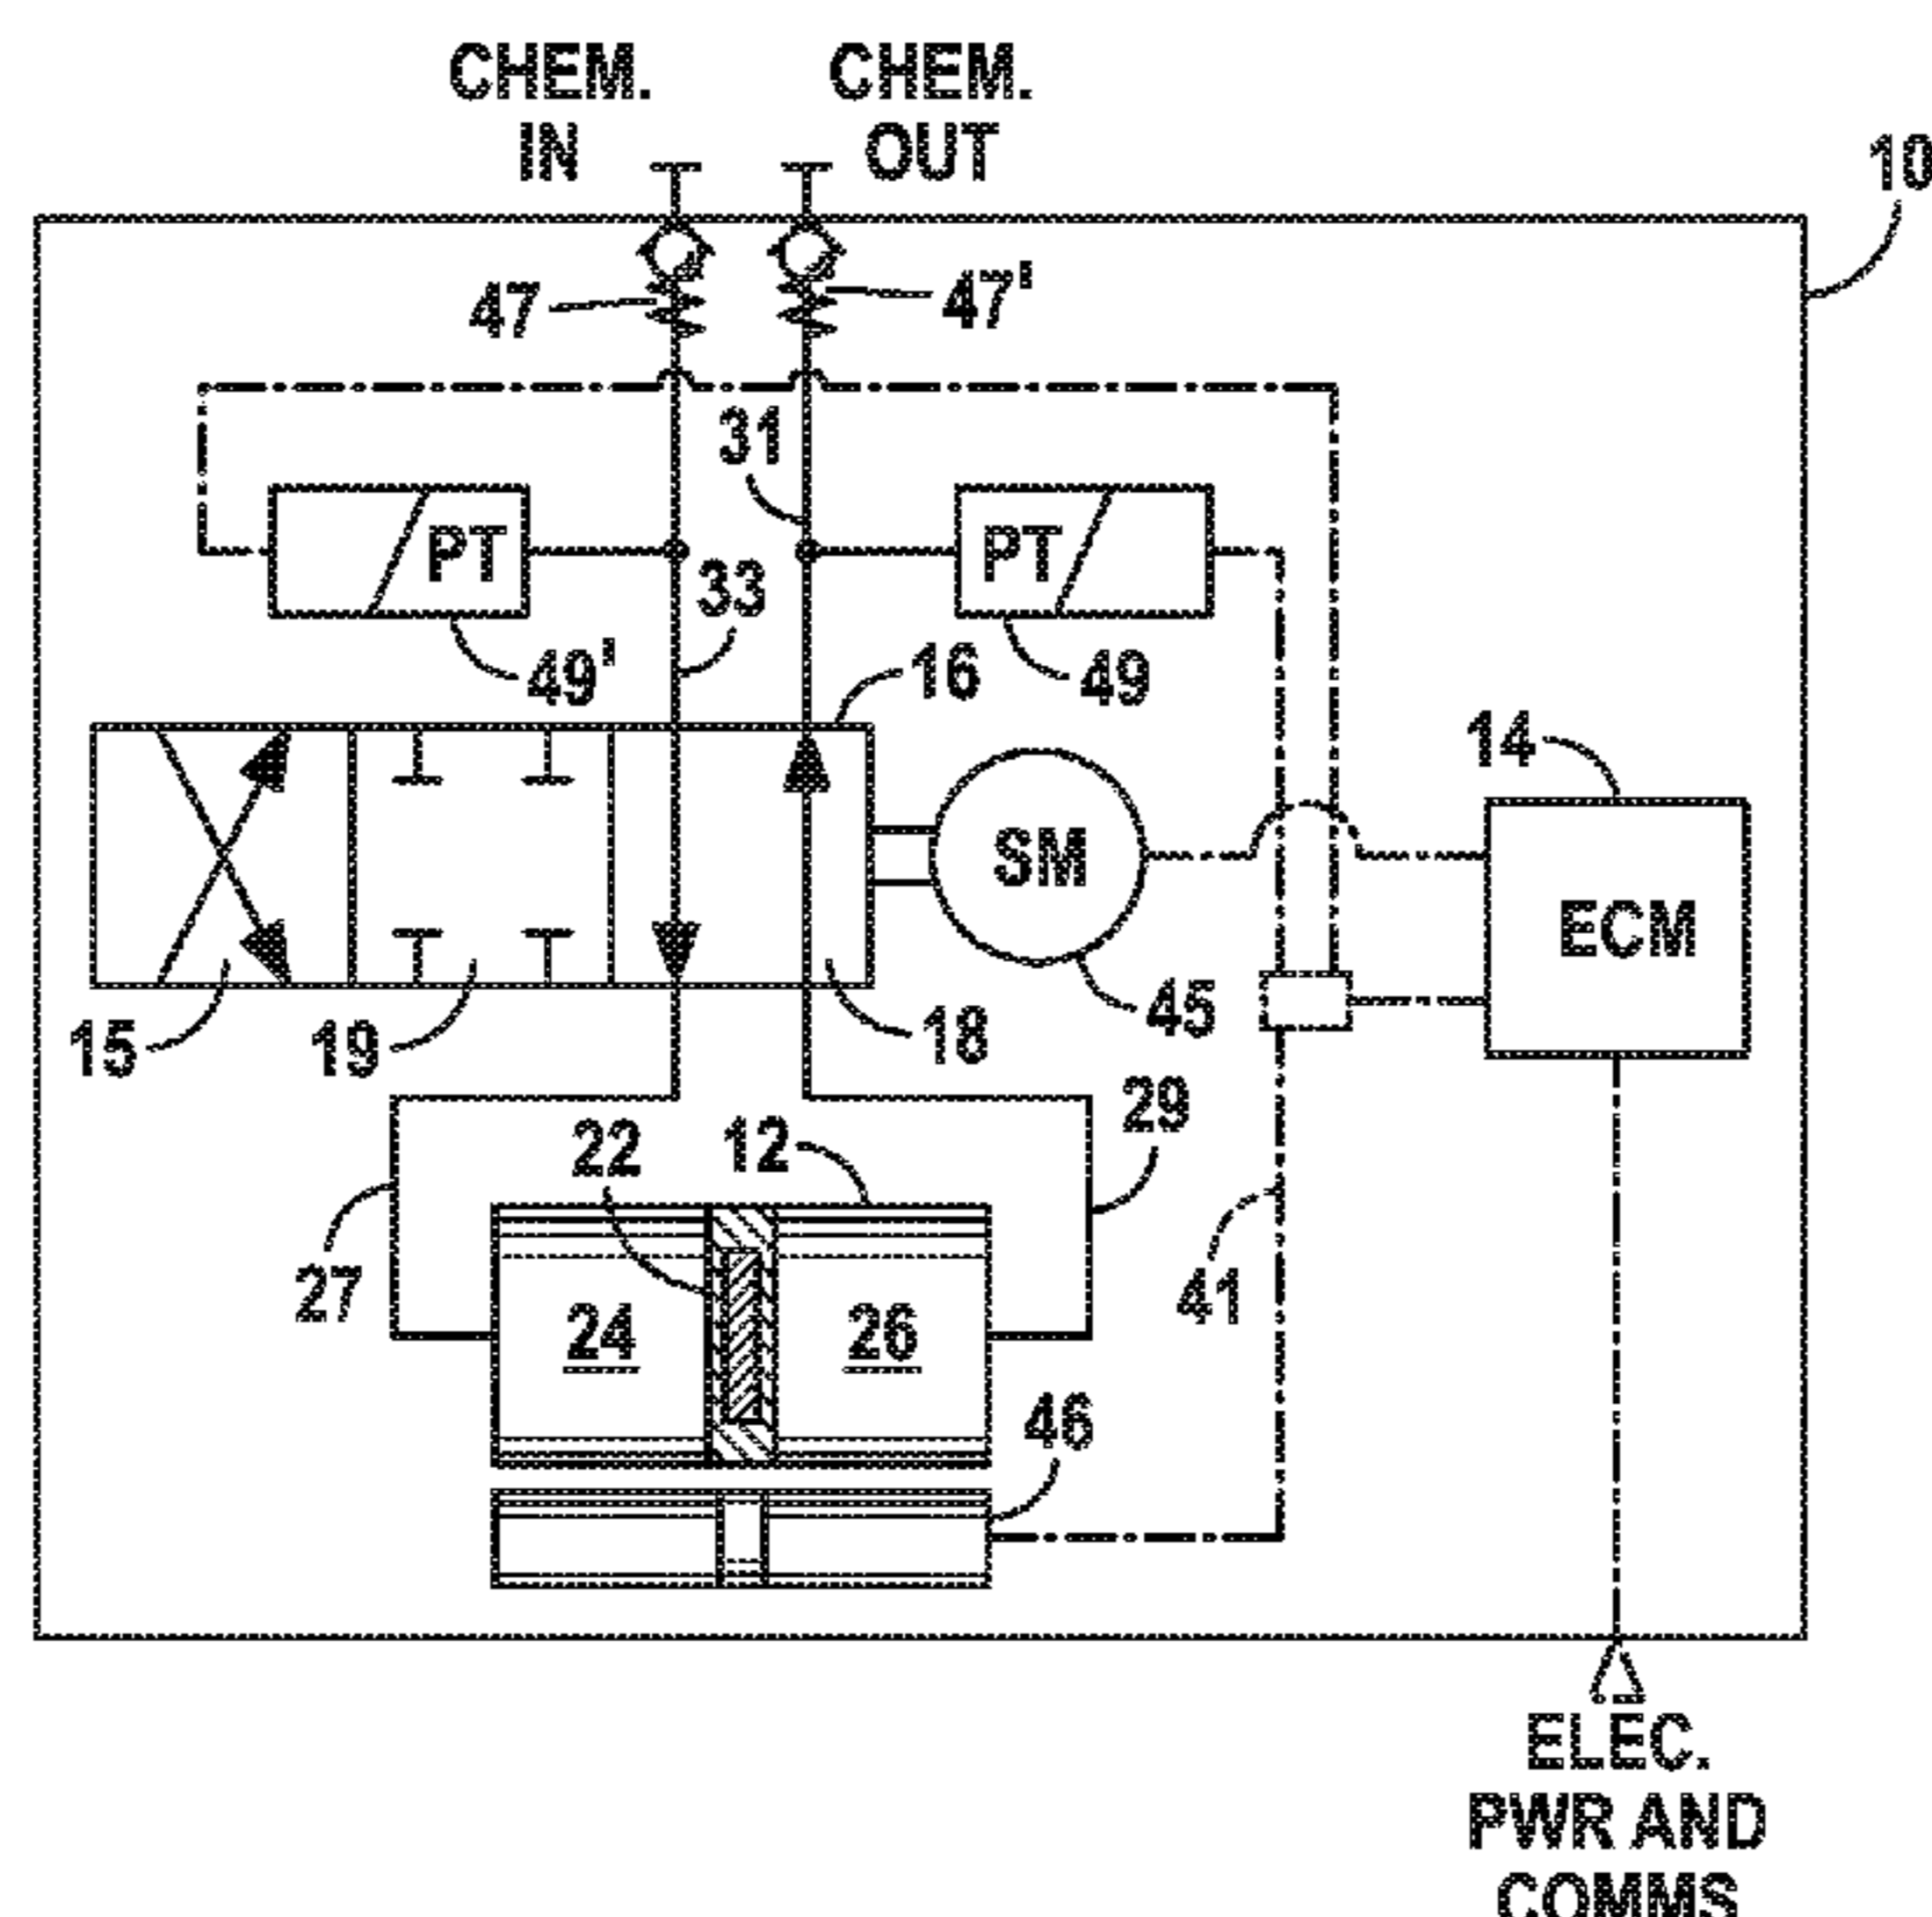 CHEM.
IN
CHEM.
OUT
10
47
47'
31
PT
PT
33
49'
49
16
14
SM
ECM
15
19
18
45
29
22
12
27
24
26
41
46
ELEC.
PWR AND
COMMS